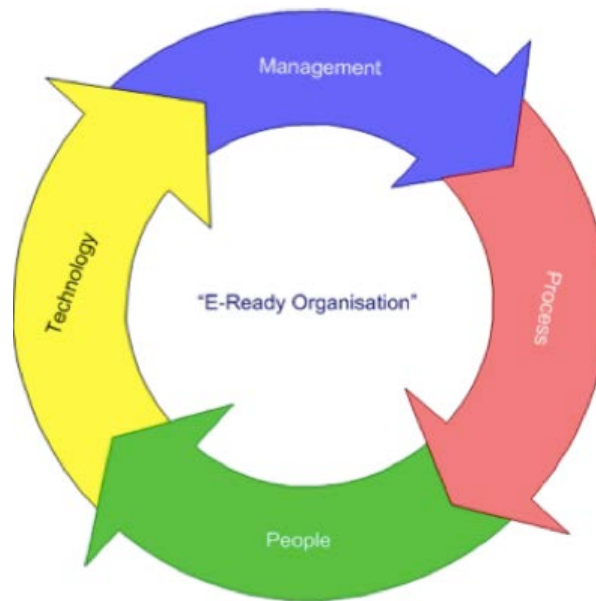 Management
Process
“E-Ready Organisation”
Technology
People